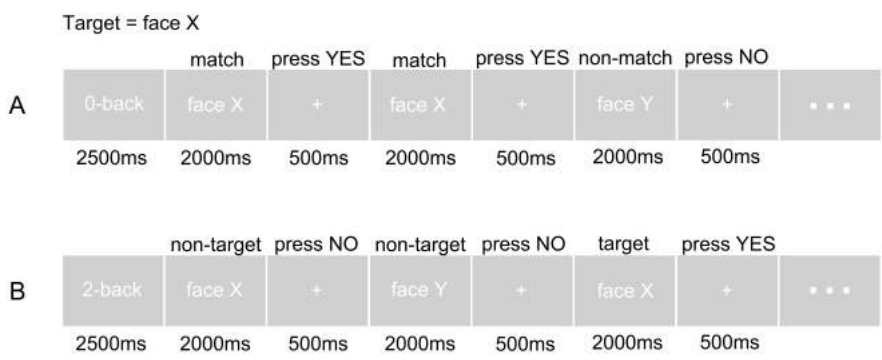 Target = face X
match press YES match press YES non-match press NO
A 0-back face X + face X + face Y +
2500ms 2000ms 500ms 2000ms 500ms 2000ms 500ms
non-target press NO non-target press NO target press YES
B 2-back face X + face Y + face X +
2500ms 2000ms 500ms 2000ms 500ms 2000ms 500ms